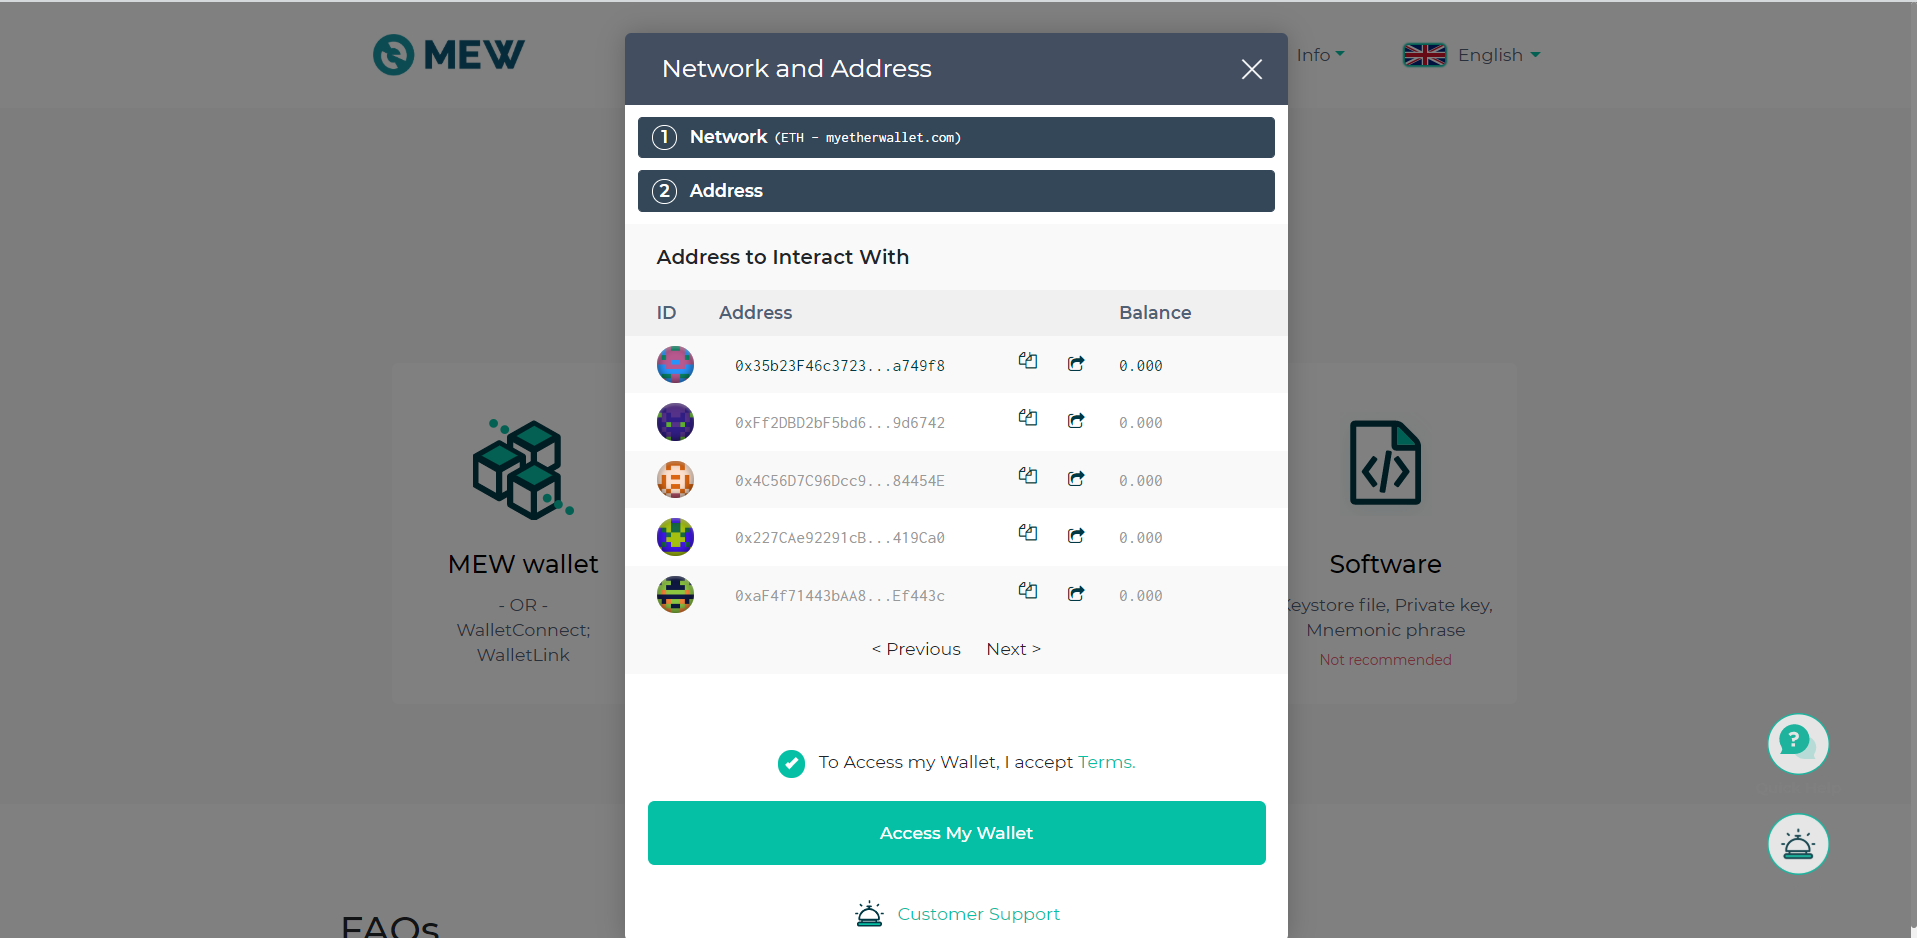 MEW
Info
English
Network and Address
1 Network (ETH - myetherwallet.com)
2 Address
Address to Interact With
ID Address Balance
0x35b23F46c3723...a749f8 0.000
0xFf2DBD2bF5bd6...9d6742 0.000
0x4C56D7C96Dcc9...84454E 0.000
0x227CAe92291cB...419Ca0 0.000
0xaF4f71443bAA8...Ef443c 0.000
< Previous Next >
To Access my Wallet, I accept Terms.
Access My Wallet
Customer Support
MEW wallet
- OR -
WalletConnect;
WalletLink
Software
Keystore file, Private key,
Mnemonic phrase
Not recommended
?
FAQs